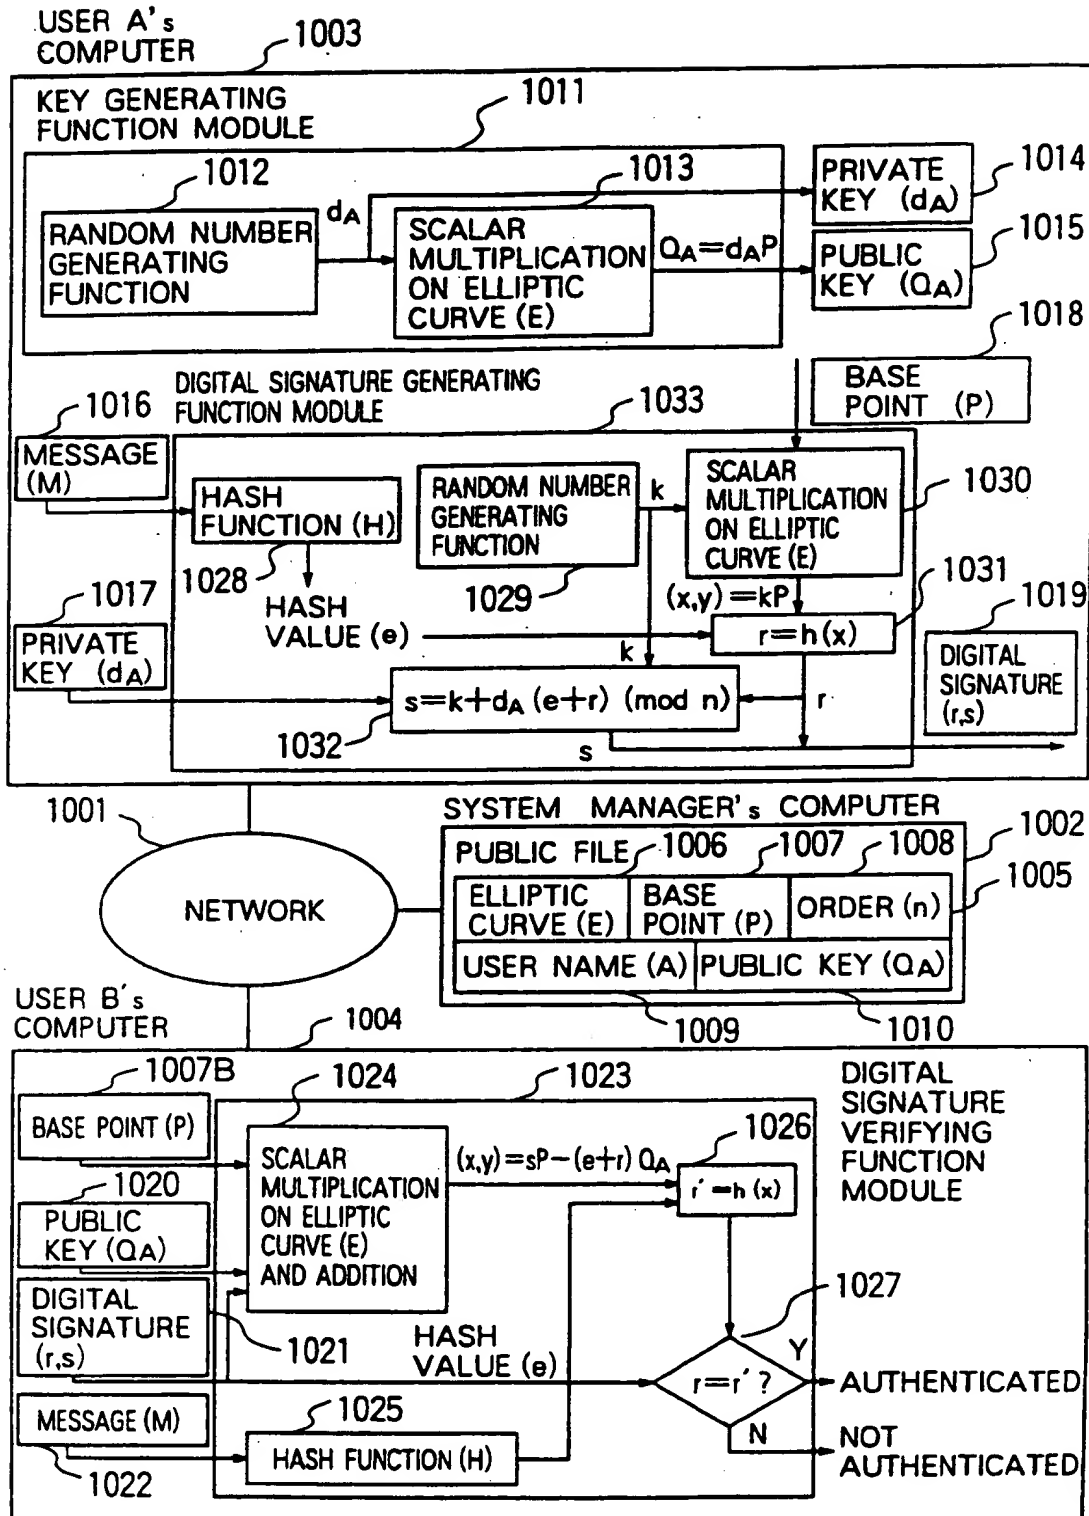 USER A's
COMPUTER
1003
KEY GENERATING
FUNCTION MODULE
1011
1012
1013
1014
RANDOM NUMBER
GENERATING
FUNCTION
dA
SCALAR
MULTIPLICATION
ON ELLIPTIC
CURVE (E)
QA=dAP
PRIVATE
KEY (dA)
1015
PUBLIC
KEY (QA)
1018
BASE
POINT (P)
DIGITAL SIGNATURE GENERATING
FUNCTION MODULE
1033
1016
MESSAGE
(M)
HASH
FUNCTION (H)
1028
RANDOM NUMBER
GENERATING
FUNCTION
1029
k
SCALAR
MULTIPLICATION
ON ELLIPTIC
CURVE (E)
1030
1031
1017
HASH
VALUE (e)
(x,y)=kP
r=h(x)
1019
PRIVATE
KEY (dA)
k
s=k+dA (e+r) (mod n)
1032
r
s
DIGITAL
SIGNATURE
(r,s)
1001
NETWORK
SYSTEM MANAGER's COMPUTER
1002
PUBLIC FILE
1006
1007
1008
1005
ELLIPTIC
CURVE (E)
BASE
POINT (P)
ORDER (n)
USER NAME (A)
PUBLIC KEY (QA)
1009
1010
USER B's
COMPUTER
1004
1007B
1024
1023
DIGITAL
SIGNATURE
VERIFYING
FUNCTION
MODULE
BASE POINT (P)
SCALAR
MULTIPLICATION
ON ELLIPTIC
CURVE (E)
AND ADDITION
(x,y)=sP-(e+r) QA
1026
r'=h(x)
1020
PUBLIC
KEY (QA)
DIGITAL
SIGNATURE
(r,s)
1021
HASH
VALUE (e)
1027
r=r' ?
Y
AUTHENTICATED
N
NOT
AUTHENTICATED
MESSAGE (M)
1022
1025
HASH FUNCTION (H)